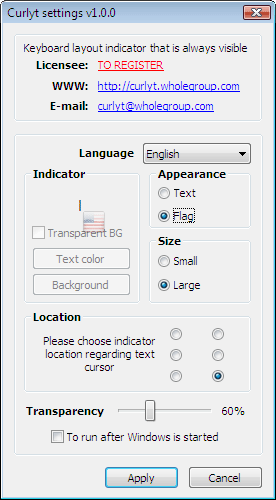 Curlyt settings v1.0.0
Keyboard layout indicator that is always visible
Licensee: TO REGISTER
WWW: http://curlyt.wholegroup.com
E-mail: curlyt@wholegroup.com
Language English
Indicator
Transparent BG
Text color
Background
Appearance
Text
Flag
Size
Small
Large
Location
Please choose indicator
location regarding text
cursor
Transparency 60%
To run after Windows is started
Apply Cancel